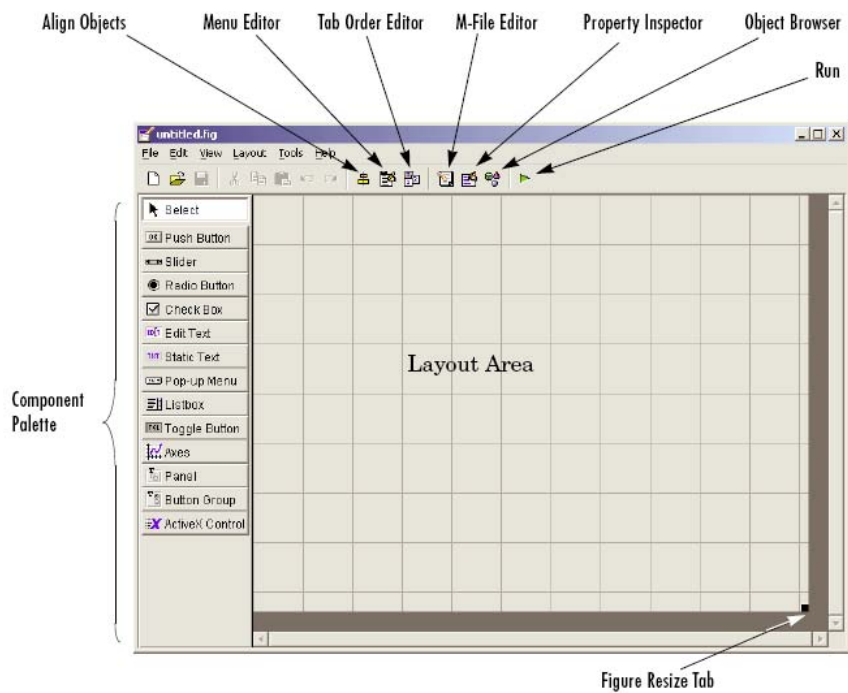 Align Objects Menu Editor Tab Order Editor M-File Editor Property Inspector Object Browser
Run
untitled.fig
File Edit View Layout Tools Help
Select
Push Button
Slider
Radio Button
Check Box
Edit Text
Static Text
Pop-up Menu
Listbox
Toggle Button
Axes
Panel
Button Group
ActiveX Control
Layout Area
Component
Palette
Figure Resize Tab